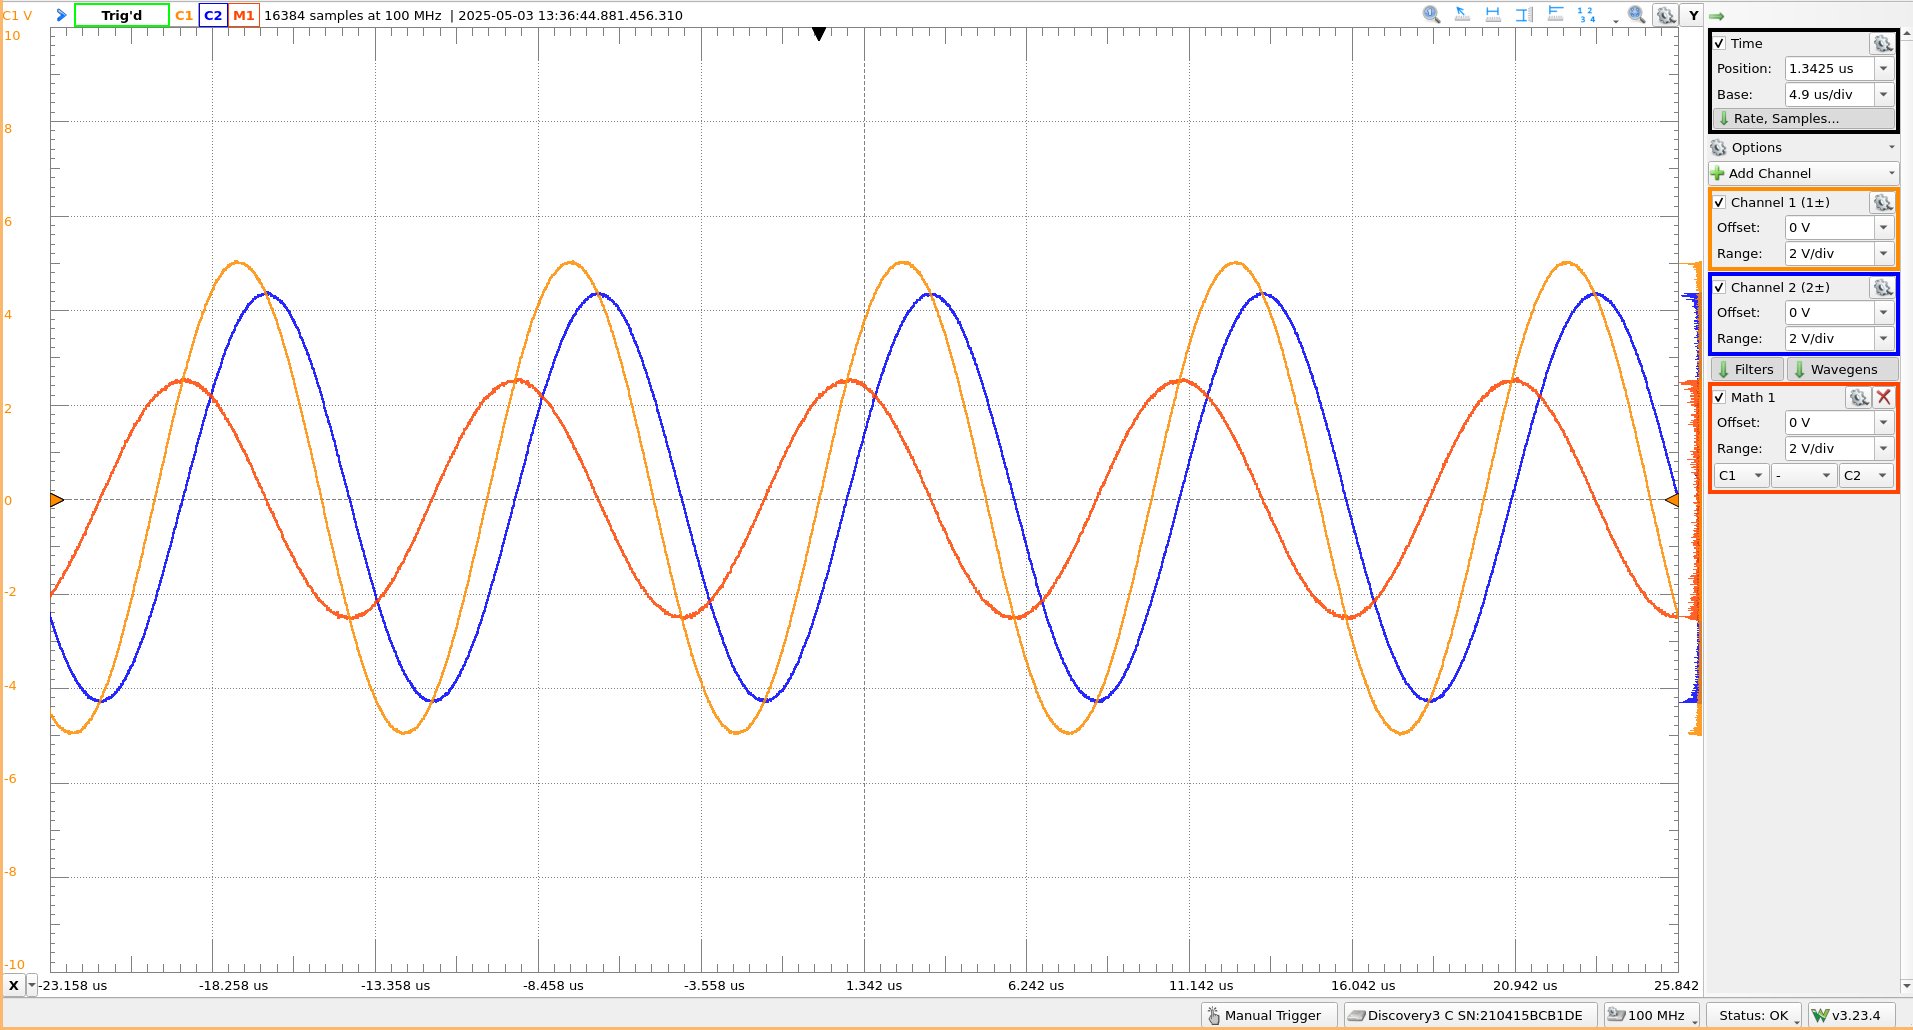 C1 V Trig'd C1 C2 M1 16384 samples at 100 MHz | 2025-05-03 13:36:44.881.456.310 Y
10
8
6
4
2
0
-2
-4
-6
-8
-10
X -23.158 us -18.258 us -13.358 us -8.458 us -3.558 us 1.342 us 6.242 us 11.142 us 16.042 us 20.942 us 25.842
Time
Position: 1.3425 us
Base: 4.9 us/div
Rate, Samples...
Options
Add Channel
Channel 1 (1±)
Offset: 0 V
Range: 2 V/div
Channel 2 (2±)
Offset: 0 V
Range: 2 V/div
Filters Wavegens
Math 1
Offset: 0 V
Range: 2 V/div
C1 - C2
Manual Trigger Discovery3 C SN:210415BCB1DE 100 MHz Status: OK v3.23.4